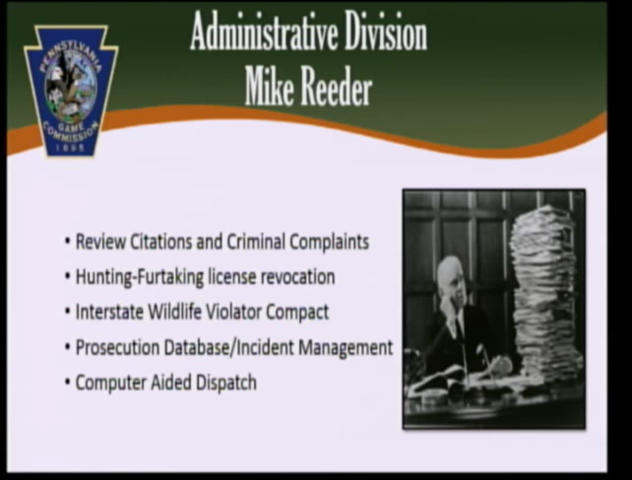 Administrative Division
Mike Reeder
PENNSYLVANIA
GAME
COMMISSION
1895
• Review Citations and Criminal Complaints
• Hunting-Furtaking license revocation
• Interstate Wildlife Violator Compact
• Prosecution Database/Incident Management
• Computer Aided Dispatch